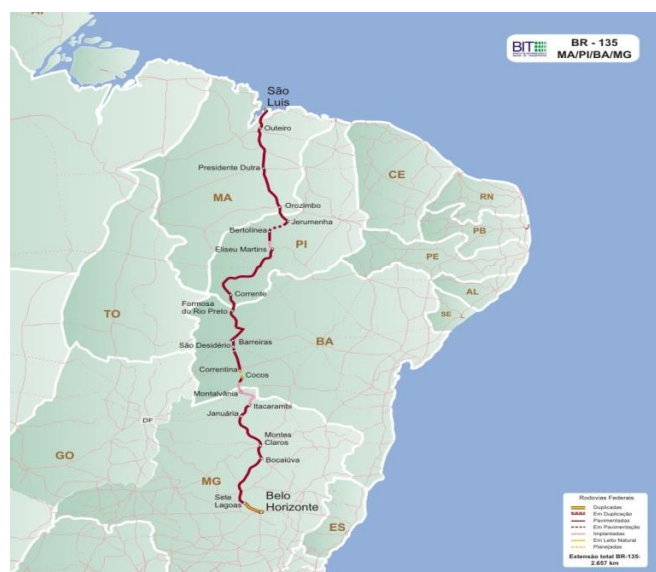 BIT
BR - 135
MA/PI/BA/MG
São
Luis
Outeiro
Presidente Dutra
MA
CE
RN
Orozimbo
Jerumenha
PB
Bertolínea
PI
Eliseu Martins
PE
Corrente
AL
Formosa
do Rio Preto
SE
TO
Barreiras
BA
São Desidério
Correntina
Cocos
Montalvânia
Itacarambi
Januária
DF
Montes
Claros
GO
Bocaiúva
MG
Sete
Lagoas
Belo
Horizonte
ES
Rodovias Federais
Duplicadas
Em Duplicação
Pavimentadas
Em Pavimentação
Implantadas
Em Leito Natural
Planejadas
Extensão total BR-135:
2.657 km